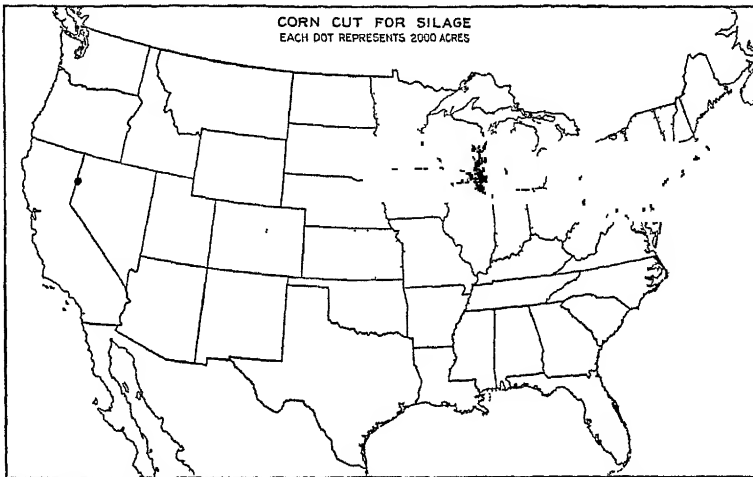 CORN CUT FOR SILAGE
EACH DOT REPRESENTS 2000 ACRES